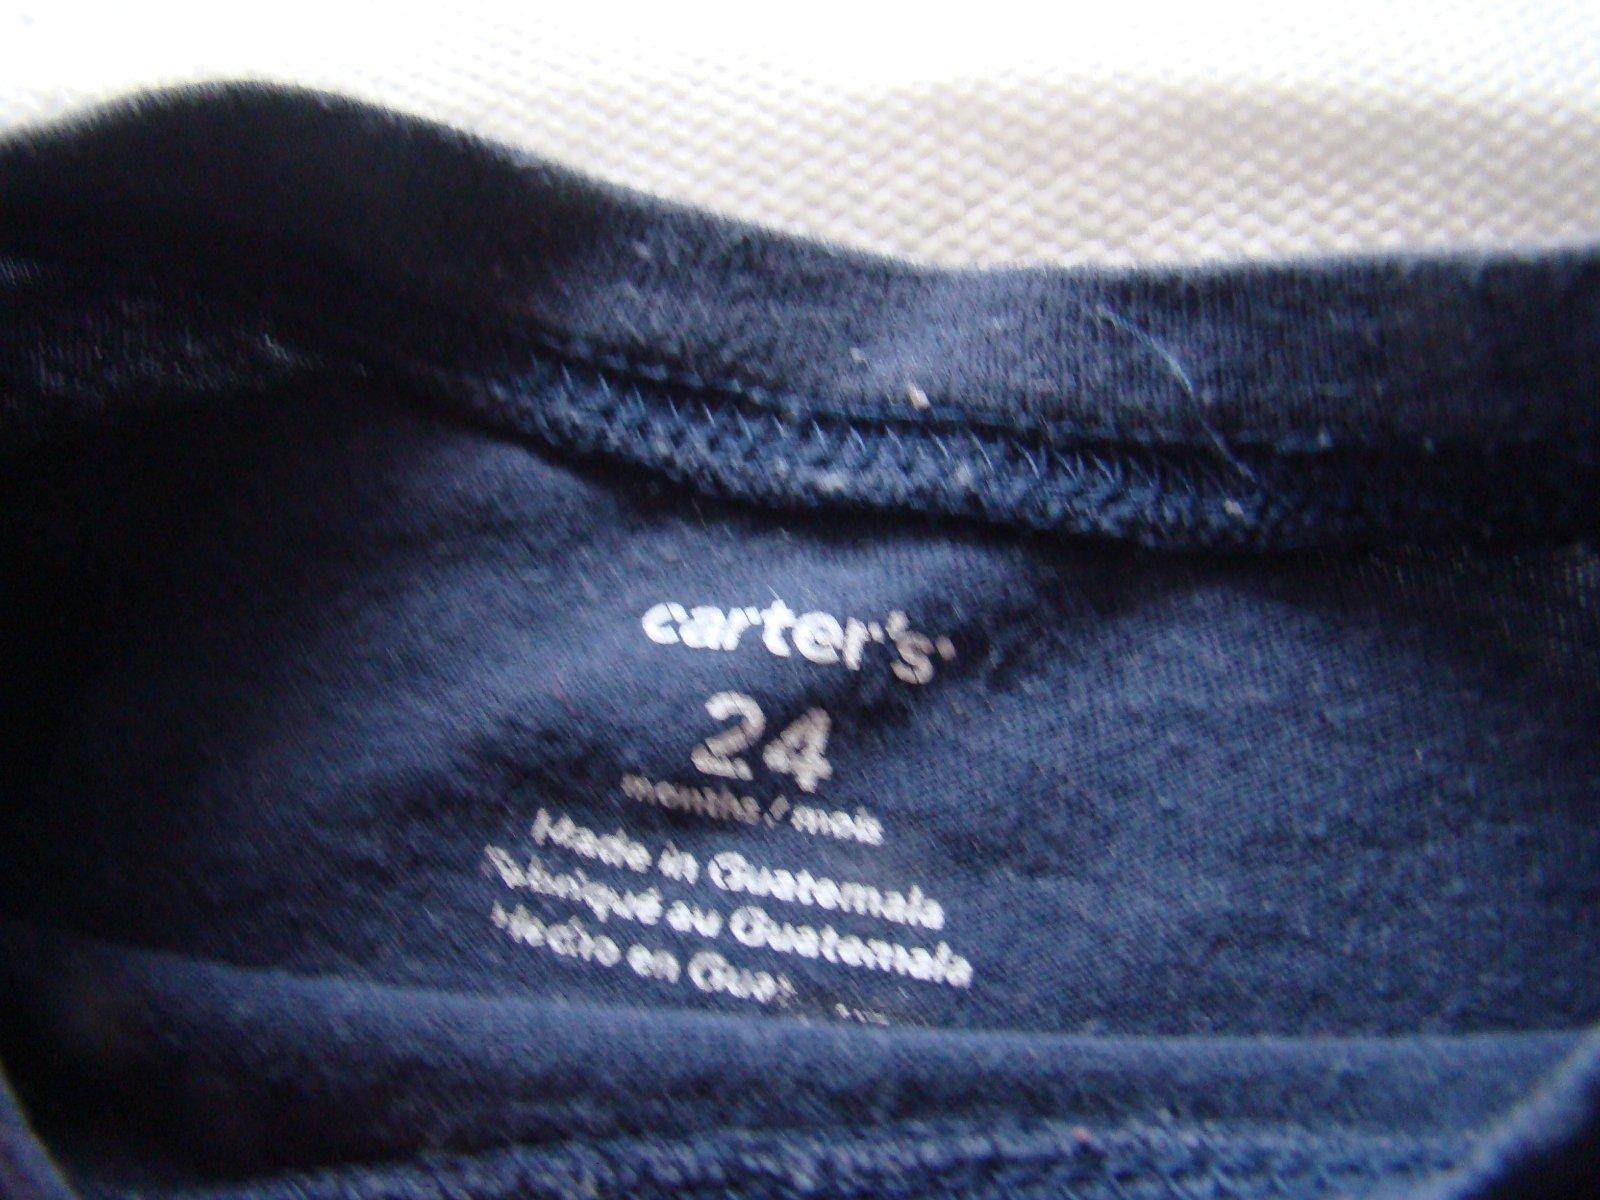 carter's
24
months / mois
Made in Guatemala
Fabriqué au Guatemala
Hecho en